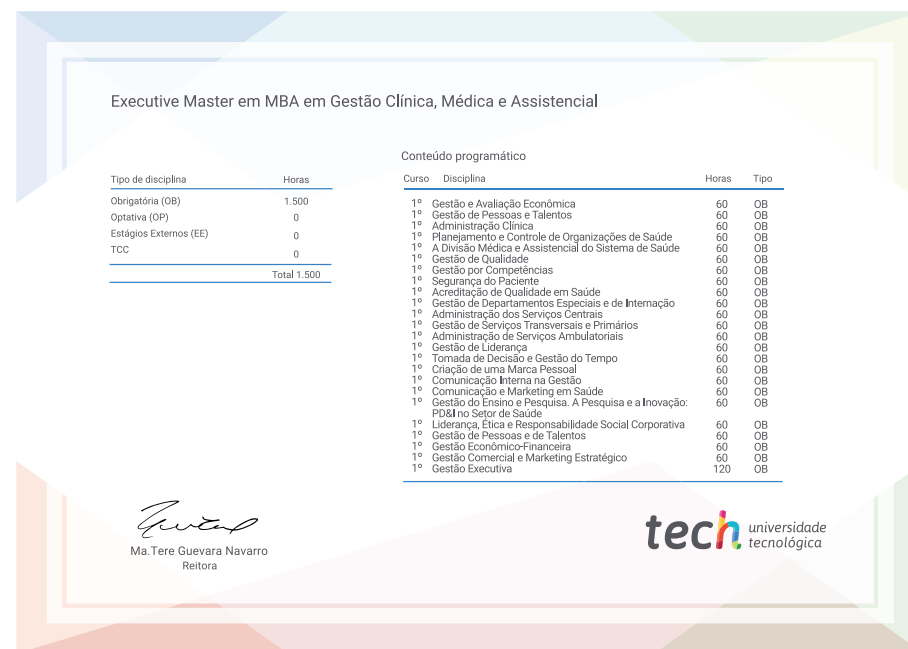 Executive Master em MBA em Gestão Clínica, Médica e Assistencial
Tipo de disciplina Horas
Obrigatória (OB) 1.500
Optativa (OP) 0
Estágios Externos (EE) 0
TCC 0
Total 1.500
Conteúdo programático
Curso Disciplina Horas Tipo
1º Gestão e Avaliação Econômica 60 OB
1º Gestão de Pessoas e Talentos 60 OB
1º Administração Clínica 60 OB
1º Planejamento e Controle de Organizações de Saúde 60 OB
1º A Divisão Médica e Assistencial do Sistema de Saúde 60 OB
1º Gestão de Qualidade 60 OB
1º Gestão por Competências 60 OB
1º Segurança do Paciente 60 OB
1º Acreditação de Qualidade em Saúde 60 OB
1º Gestão de Departamentos Especiais e de Internação 60 OB
1º Administração dos Serviços Centrais 60 OB
1º Gestão de Serviços Transversais e Primários 60 OB
1º Administração de Serviços Ambulatoriais 60 OB
1º Gestão de Liderança 60 OB
1º Tomada de Decisão e Gestão do Tempo 60 OB
1º Criação de uma Marca Pessoal 60 OB
1º Comunicação Interna na Gestão 60 OB
1º Comunicação e Marketing em Saúde 60 OB
1º Gestão do Ensino e Pesquisa. A Pesquisa e a Inovação: 60 OB
PD&I no Setor de Saúde
1º Liderança, Ética e Responsabilidade Social Corporativa 60 OB
1º Gestão de Pessoas e de Talentos 60 OB
1º Gestão Econômico-Financeira 60 OB
1º Gestão Comercial e Marketing Estratégico 60 OB
1º Gestão Executiva 120 OB
Ma.Tere Guevara Navarro
Reitora
tech universidade
tecnológica